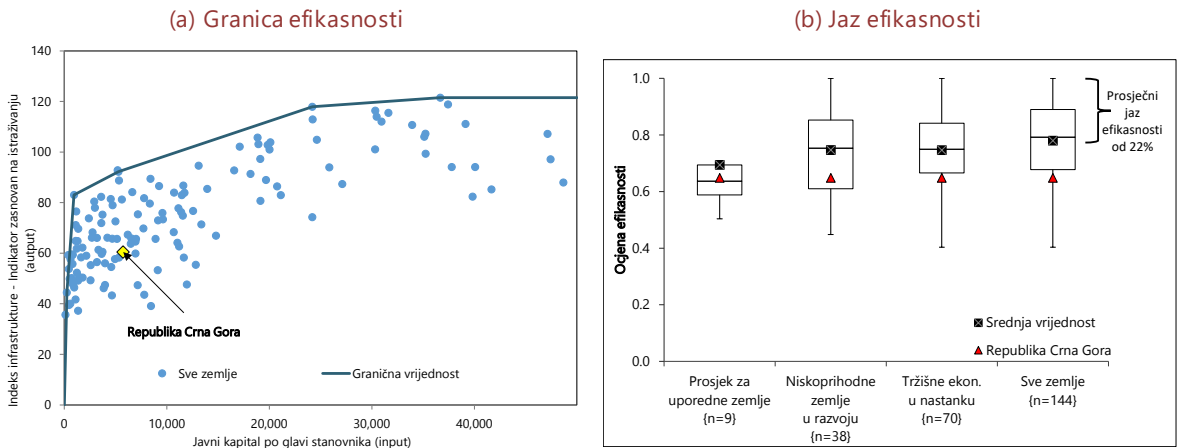 (a) Granica efikasnosti
140
120
100
80
60
40
20
0
Indeks infrastrukture - Indikator zasnovan na istraživanju
(autput)
Republika Crna Gora
Sve zemlje
Granična vrijednost
0
10,000
20,000
30,000
40,000
Javni kapital po glavi stanovnika (input)
(b) Jaz efikasnosti
1.0
0.8
0.6
0.4
0.2
0.0
Ocjena efikasnosti
Prosječni
jaz
efikasnosti
od 22%
Srednja vrijednost
Republika Crna Gora
Prosjek za
uporedne zemlje
{n=9}
Niskoprihodne
zemlje
u razvoju
{n=38}
Tržišne ekon.
u nastanku
{n=70}
Sve zemlje
{n=144}